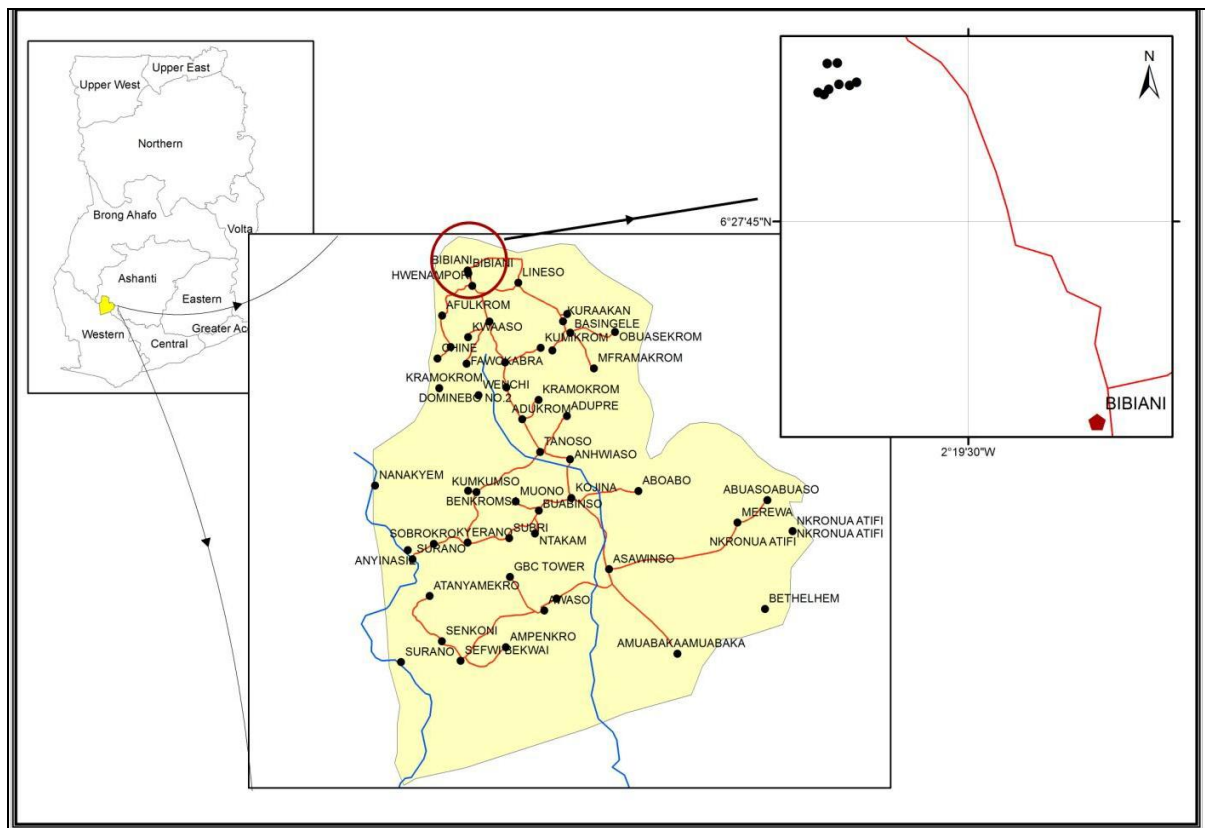 Upper East
Upper West
Northern
Brong Ahafo
Volta
Ashanti
Eastern
Greater Acc
Western
Central
N
6°27'45"N
BIBIANI
2°19'30"W
BIBIANI
BIBIANI
HWENAMPORI
LINESO
AFULKROM
KURAAKAN
KWAASO
BASINGELE
OBUASEKROM
KUMIKROM
CHINE
FAWOKABRA
MFRAMAKROM
KRAMOKROM
WENCHI
KRAMOKROM
DOMINEBO NO.2
ADUKROM
ADUPRE
TANOSO
ANHWIASO
NANAKYEM
KUMKUMSO
MUONO
KOJINA
ABOABO
ABUASOABUASO
BENKROMS
BUABINSO
MEREWA
NKRONUA ATIFI
SOBROKROKYERANO
SUBRI
NKRONUA ATIFI
SURANO
NTAKAM
NKRONUA ATIFI
ANYINASIE
GBC TOWER
ASAWINSO
ATANYAMEKRO
AWASO
BETHELHEM
SENKONI
AMPENKRO
AMUABAKAAMUABAKA
SURANO
SEFWI BEKWAI